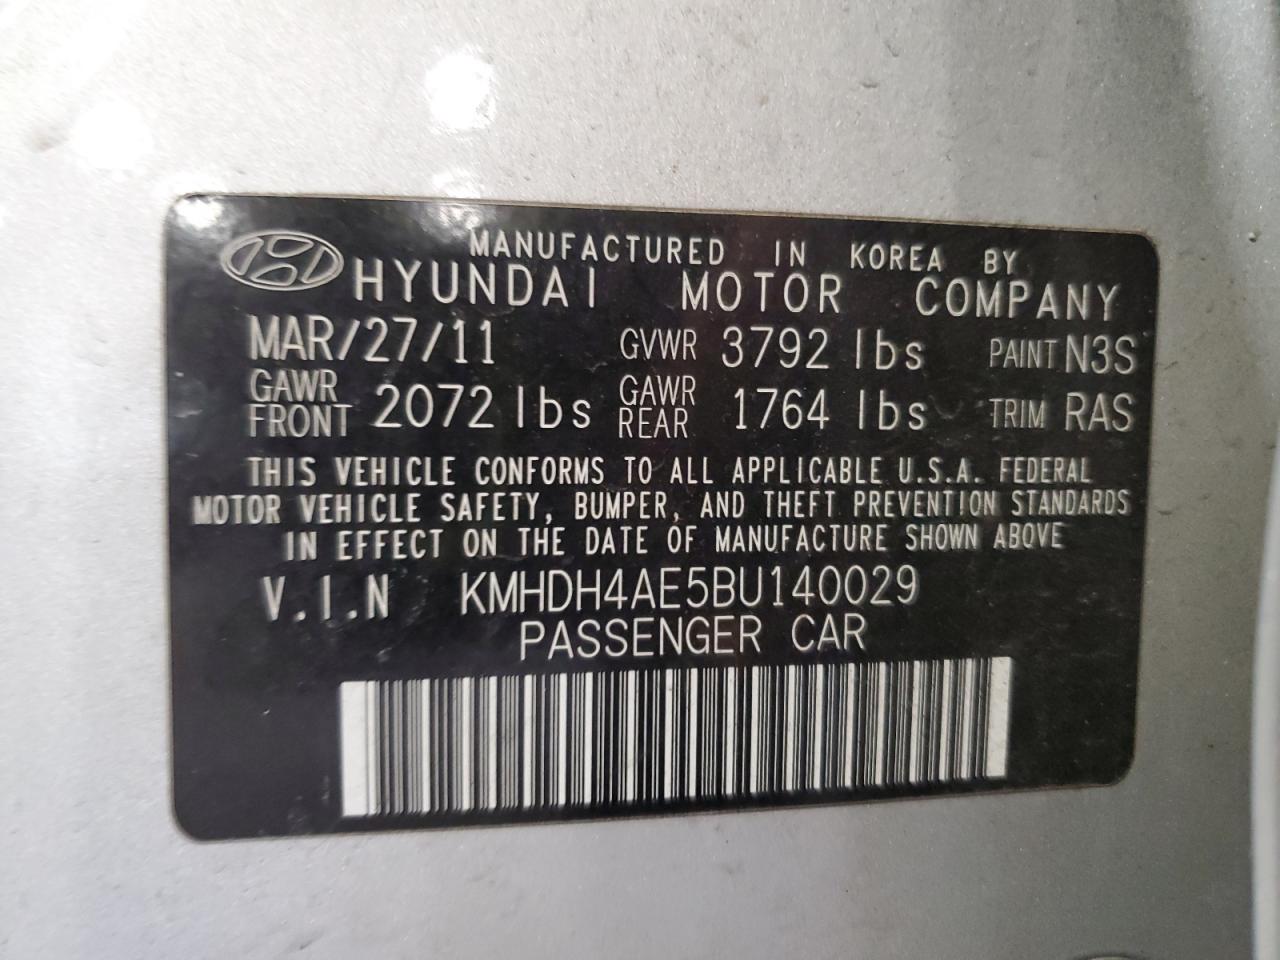 MANUFACTURED IN KOREA BY
HYUNDAI MOTOR COMPANY
MAR/27/11 GVWR 3792 lbs PAINT N3S
GAWR FRONT 2072 lbs GAWR REAR 1764 lbs TRIM RAS
THIS VEHICLE CONFORMS TO ALL APPLICABLE U.S.A. FEDERAL
MOTOR VEHICLE SAFETY, BUMPER, AND THEFT PREVENTION STANDARDS
IN EFFECT ON THE DATE OF MANUFACTURE SHOWN ABOVE
V.I.N KMHDH4AE5BU140029
PASSENGER CAR